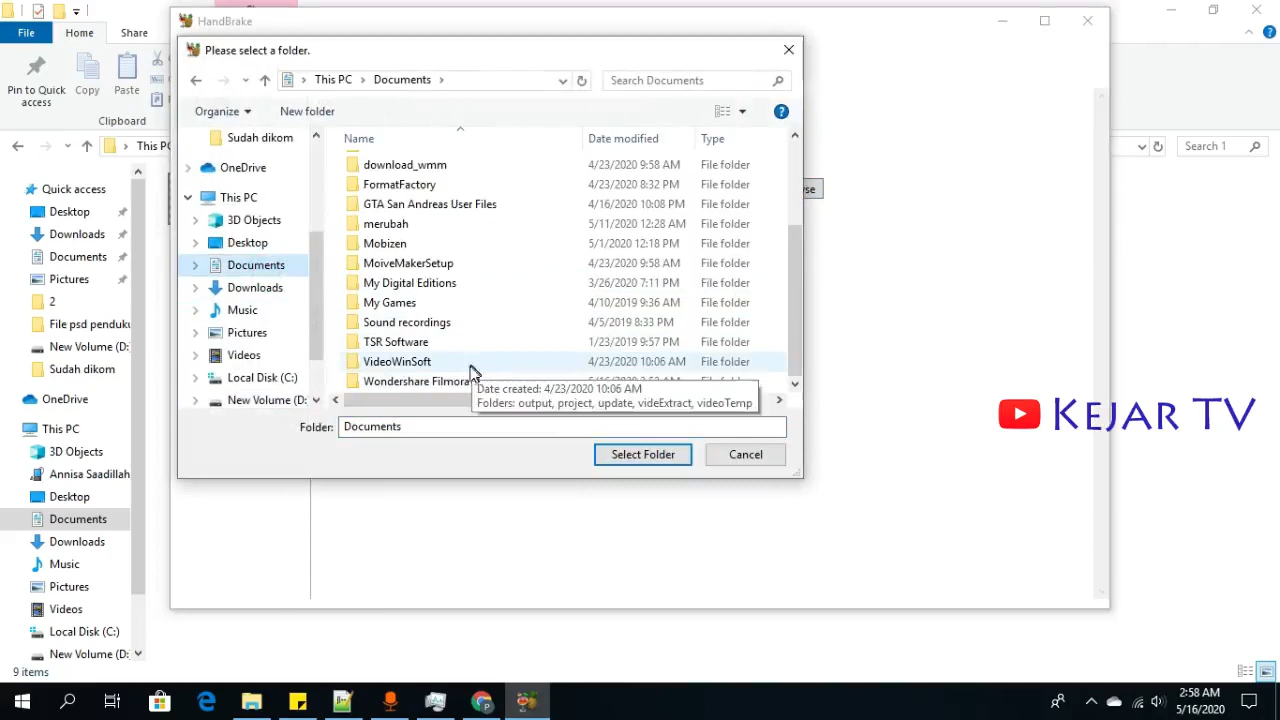 HandBrake
File
Home
Share
Pin to Quick
access
Copy
Paste
Clipboard
This PC
Search 1
Please select a folder.
This PC > Documents >
Search Documents
Organize
New folder
Name
Date modified
Type
Sudah dikom
OneDrive
This PC
3D Objects
Desktop
Documents
Downloads
Music
Pictures
Videos
Local Disk (C:)
New Volume (D:
download_wmm 4/23/2020 9:58 AM File folder
FormatFactory 4/23/2020 8:32 PM File folder
GTA San Andreas User Files 4/16/2020 10:08 PM File folder
merubah 5/11/2020 12:28 AM File folder
Mobizen 5/1/2020 12:18 PM File folder
MoiveMakerSetup 4/23/2020 9:58 AM File folder
My Digital Editions 3/26/2020 7:11 PM File folder
My Games 4/10/2019 9:36 AM File folder
Sound recordings 4/5/2019 8:33 PM File folder
TSR Software 1/23/2019 9:57 PM File folder
VideoWinSoft 4/23/2020 10:06 AM File folder
Wondershare Filmora
Date created: 4/23/2020 10:06 AM
Folders: output, project, update, videExtract, videoTemp
Folder: Documents
Select Folder
Cancel
Quick access
Desktop
Downloads
Documents
Pictures
2
File psd penduku
New Volume (D:
Sudah dikom
OneDrive
This PC
3D Objects
Annisa Saadillah
Desktop
Documents
Downloads
Music
Pictures
Videos
Local Disk (C:)
New Volume (D:
9 items
KEJAR TV
2:58 AM
5/16/2020